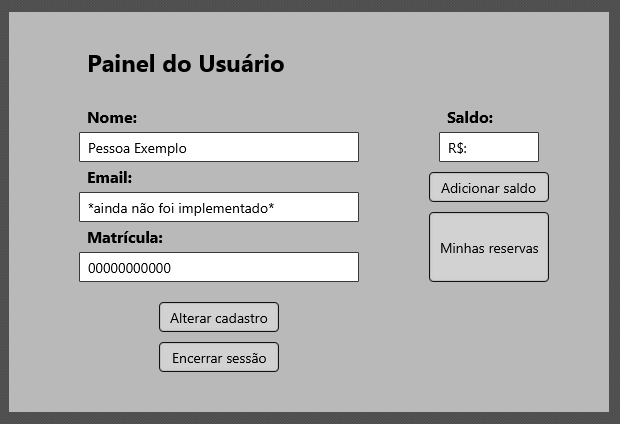 Painel do Usuário
Nome:
Pessoa Exemplo
Email:
*ainda não foi implementado*
Matrícula:
00000000000
Alterar cadastro
Encerrar sessão
Saldo:
R$:
Adicionar saldo
Minhas reservas